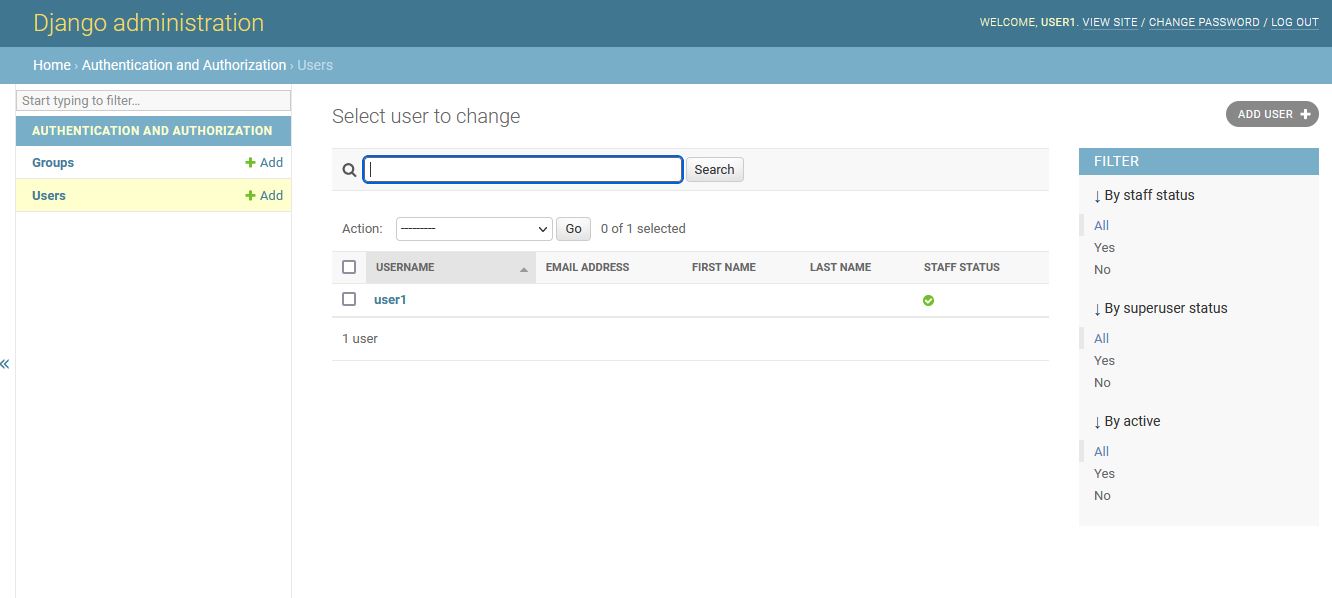 Django administration
WELCOME, USER1. VIEW SITE / CHANGE PASSWORD / LOG OUT
Home › Authentication and Authorization › Users
Start typing to filter...
AUTHENTICATION AND AUTHORIZATION
Groups + Add
Users + Add
«
Select user to change
ADD USER +
Search
Action: --------- Go 0 of 1 selected
USERNAME EMAIL ADDRESS FIRST NAME LAST NAME STAFF STATUS
user1
1 user
FILTER
↓ By staff status
All
Yes
No
↓ By superuser status
All
Yes
No
↓ By active
All
Yes
No